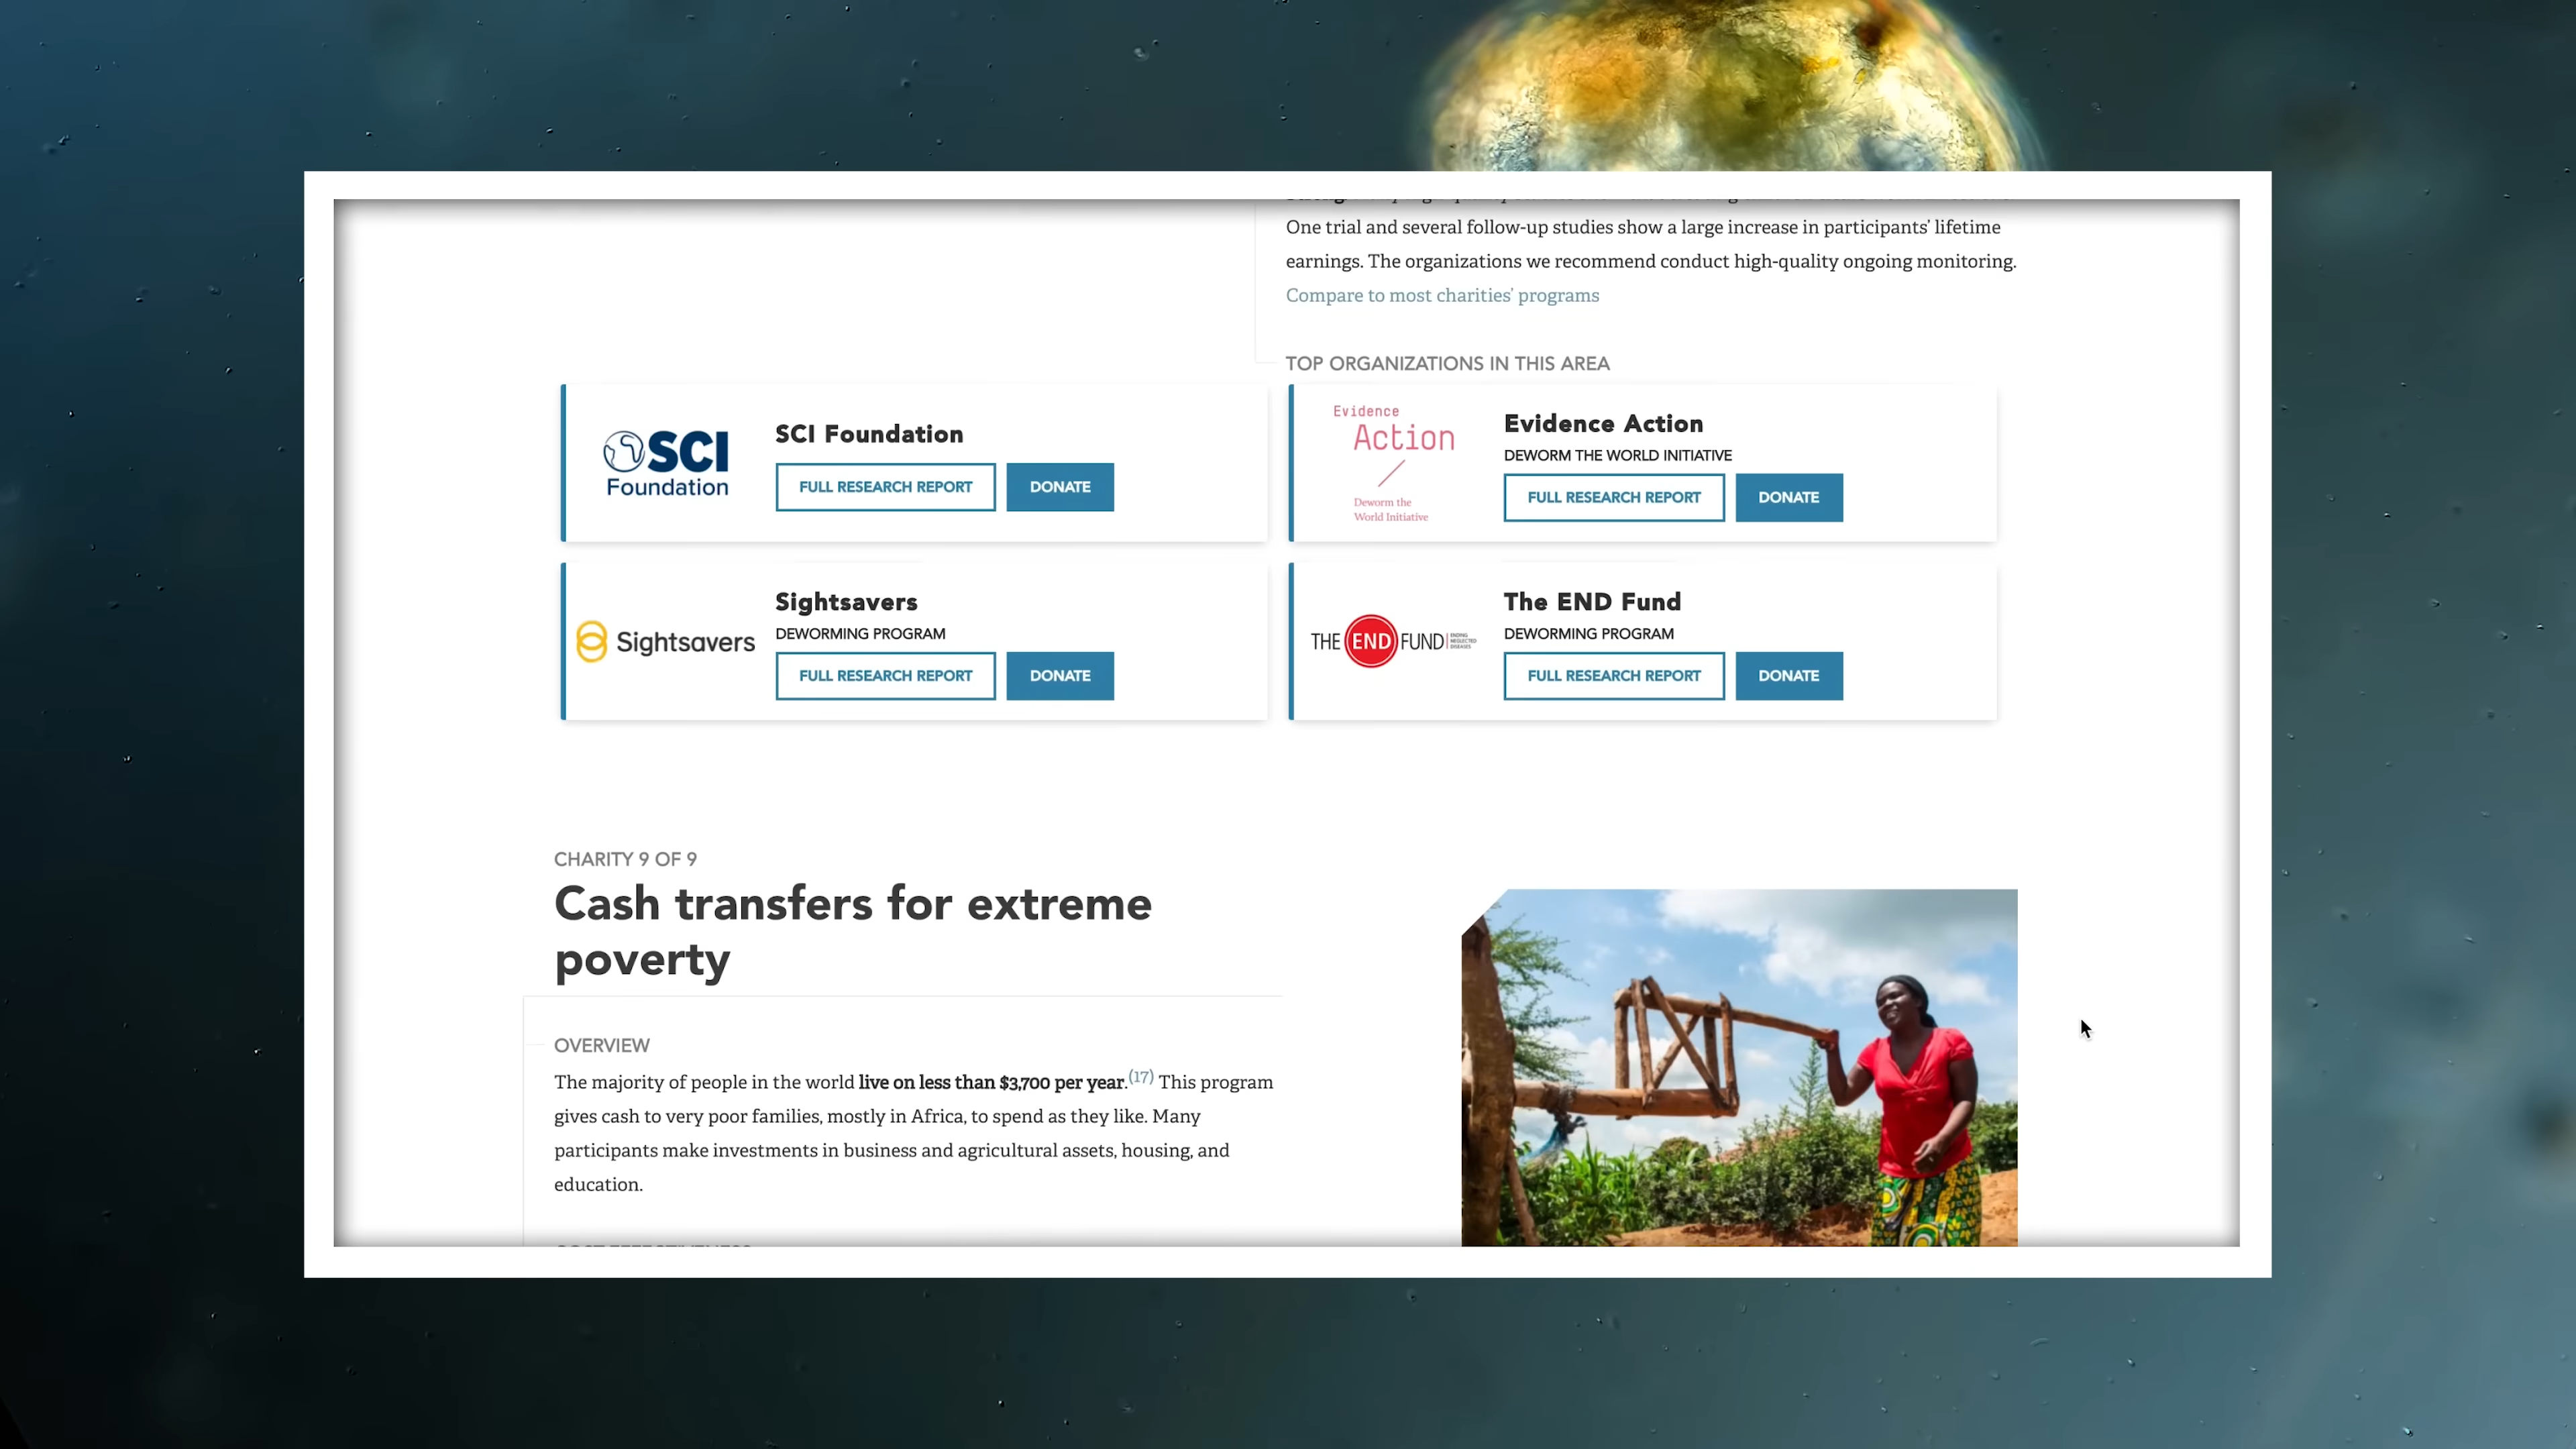 One trial and several follow-up studies show a large increase in participants' lifetime
earnings. The organizations we recommend conduct high-quality ongoing monitoring.
Compare to most charities' programs
TOP ORGANIZATIONS IN THIS AREA
SCI
Foundation
SCI Foundation
FULL RESEARCH REPORT
DONATE
Evidence
Action
Deworm the
World Initiative
Evidence Action
DEWORM THE WORLD INITIATIVE
FULL RESEARCH REPORT
DONATE
Sightsavers
Sightsavers
DEWORMING PROGRAM
FULL RESEARCH REPORT
DONATE
THE END FUND
ENDING
NEGLECTED
DISEASES
The END Fund
DEWORMING PROGRAM
FULL RESEARCH REPORT
DONATE
CHARITY 9 OF 9
Cash transfers for extreme
poverty
OVERVIEW
The majority of people in the world live on less than $3,700 per year.(17) This program
gives cash to very poor families, mostly in Africa, to spend as they like. Many
participants make investments in business and agricultural assets, housing, and
education.